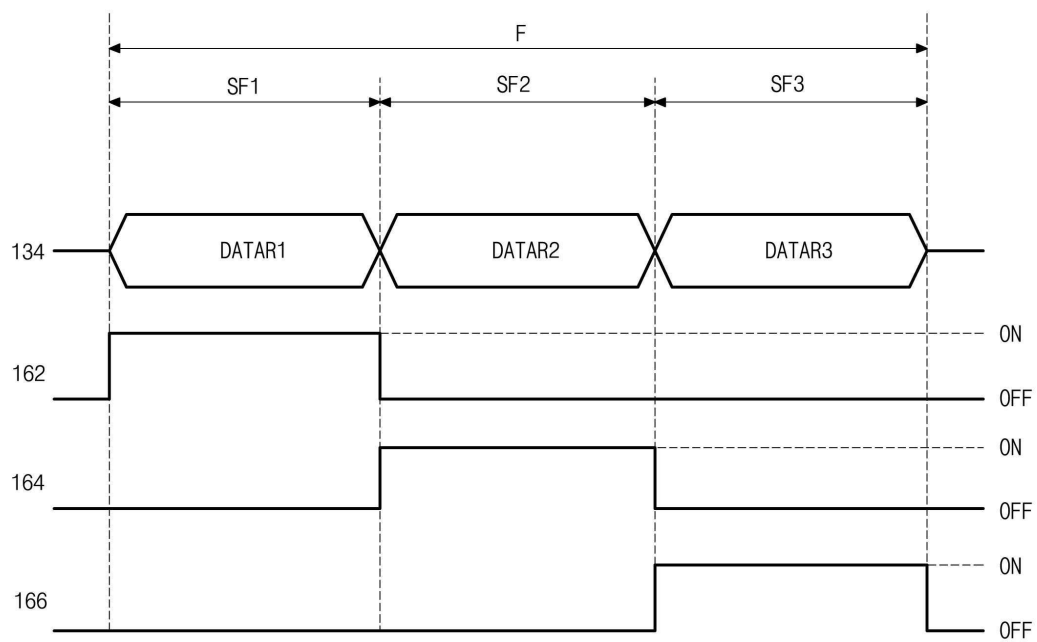 F
SF1 SF2 SF3
134 DATAR1 DATAR2 DATAR3
ON
162
OFF
ON
164
OFF
ON
166
OFF